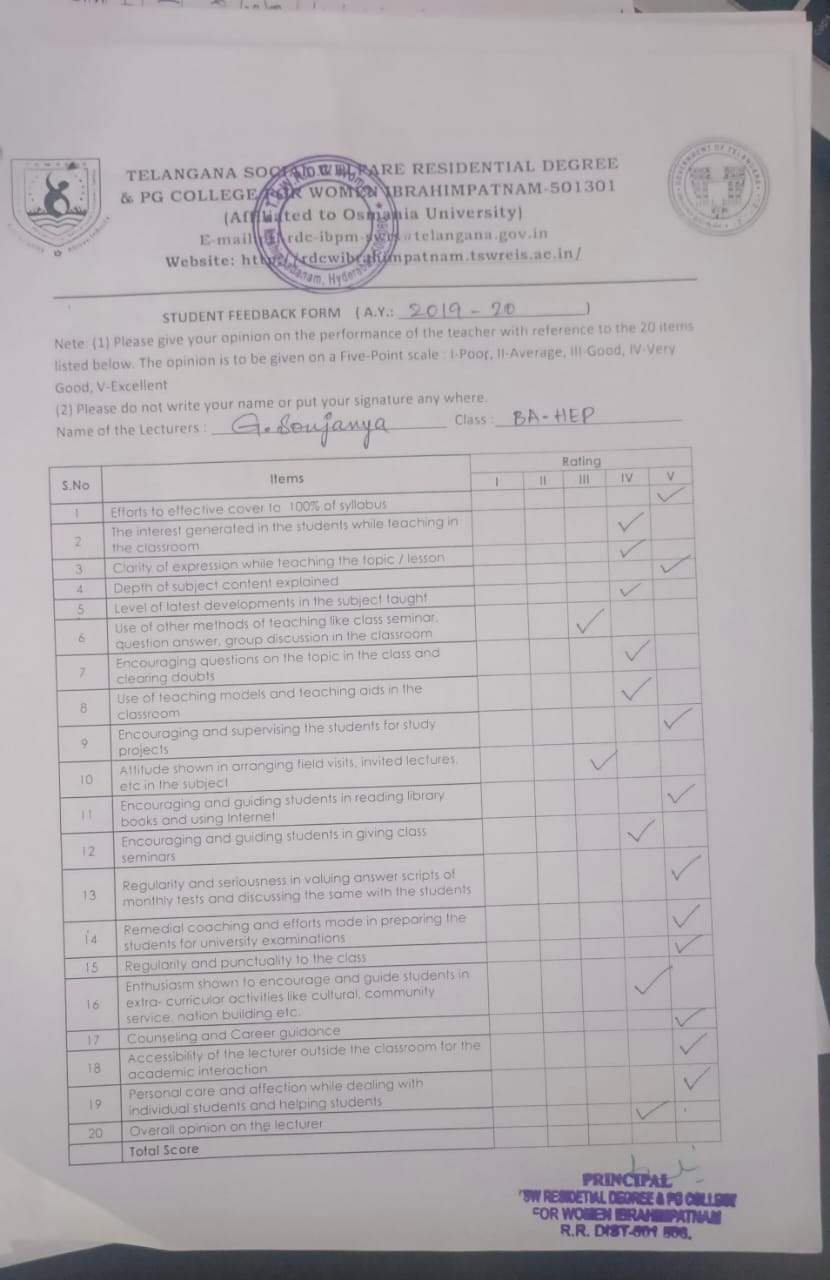 TELANGANA SOCIAL WELFARE RESIDENTIAL DEGREE
& PG COLLEGE FOR WOMEN IBRAHIMPATNAM-501301
(Affiliated to Osmania University)
Website:
STUDENT FEEDBACK FORM ( A.Y.: 2019 - 20 )
Nete: (1) Please give your opinion on the performance of the teacher with reference to the 20 items
listed below. The opinion is to be given on a Five-Point scale : I-Poor, II-Average, III-Good, IV-Very
Good, V-Excellent
(2) Please do not write your name or put your signature any where.
Name of the Lecturers : G. Soujanya Class : BA-HEP
S.No Items Rating
I II III IV V
1 Efforts to effective cover to 100% of syllabus ✓
2 The interest generated in the students while teaching in
the classroom ✓
3 Clarity of expression while teaching the topic / lesson ✓
4 Depth of subject content explained ✓
5 Level of latest developments in the subject taught ✓
6 Use of other methods of teaching like class seminar,
question answer, group discussion in the classroom ✓
7 Encouraging questions on the topic in the class and
clearing doubts ✓
8 Use of teaching models and teaching aids in the
classroom ✓
9 Encouraging and supervising the students for study
projects ✓
10 Attitude shown in arranging field visits, invited lectures,
etc in the subject ✓
11 Encouraging and guiding students in reading library
books and using Internet ✓
12 Encouraging and guiding students in giving class
seminars ✓
13 Regularity and seriousness in valuing answer scripts of
monthly tests and discussing the same with the students ✓
14 Remedial coaching and efforts made in preparing the
students for university examinations ✓
15 Regularity and punctuality to the class ✓
16 Enthusiasm shown to encourage and guide students in
extra- curricular activities like cultural, community
service, nation building etc. ✓
17 Counseling and Career guidance ✓
18 Accessibility of the lecturer outside the classroom for the
academic interaction ✓
19 Personal care and affection while dealing with
individual students and helping students ✓
20 Overall opinion on the lecturer ✓
Total Score
PRINCIPAL
TSW RESIDETIAL DEGREE & PG COLLEGE
FOR WOMEN IBRAHIMPATNAM
R.R. DIST-501 506.